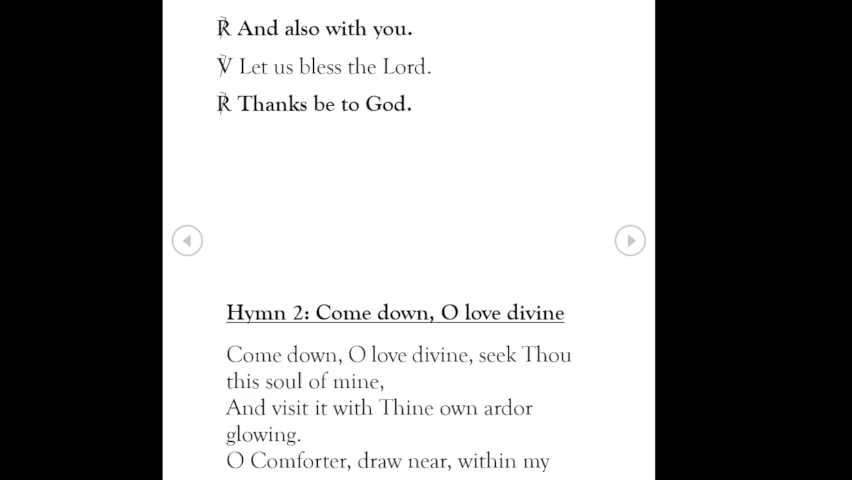 ℟ And also with you.
℣ Let us bless the Lord.
℟ Thanks be to God.
Hymn 2: Come down, O love divine
Come down, O love divine, seek Thou
this soul of mine,
And visit it with Thine own ardor
glowing.
O Comforter, draw near, within my